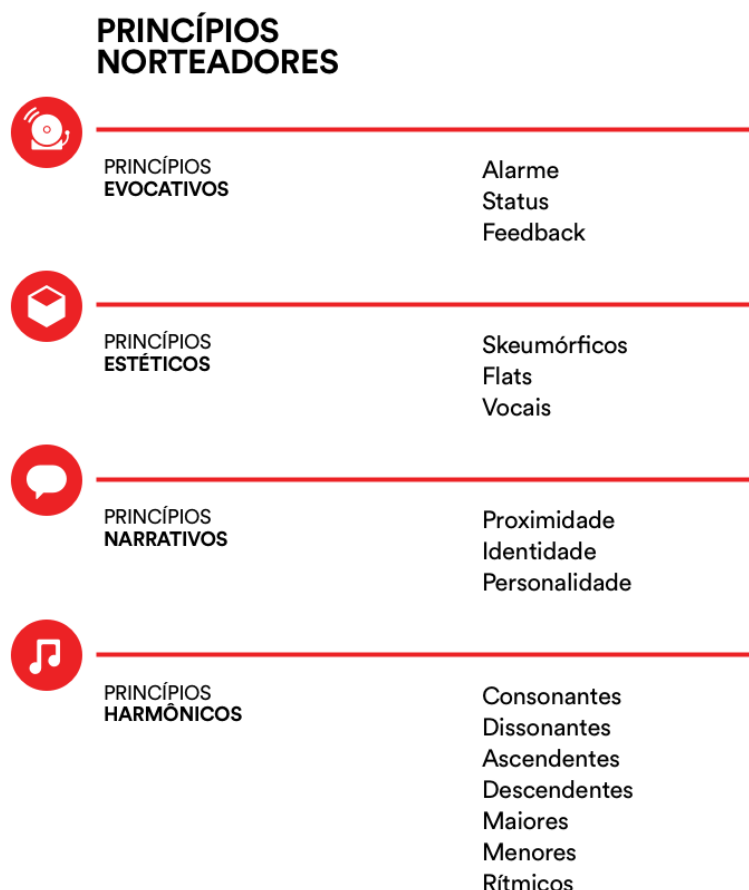 PRINCÍPIOS
NORTEADORES
PRINCÍPIOS
EVOCATIVOS
Alarme
Status
Feedback
PRINCÍPIOS
ESTÉTICOS
Skeumórficos
Flats
Vocais
PRINCÍPIOS
NARRATIVOS
Proximidade
Identidade
Personalidade
PRINCÍPIOS
HARMÔNICOS
Consonantes
Dissonantes
Ascendentes
Descendentes
Maiores
Menores
Rítmicos